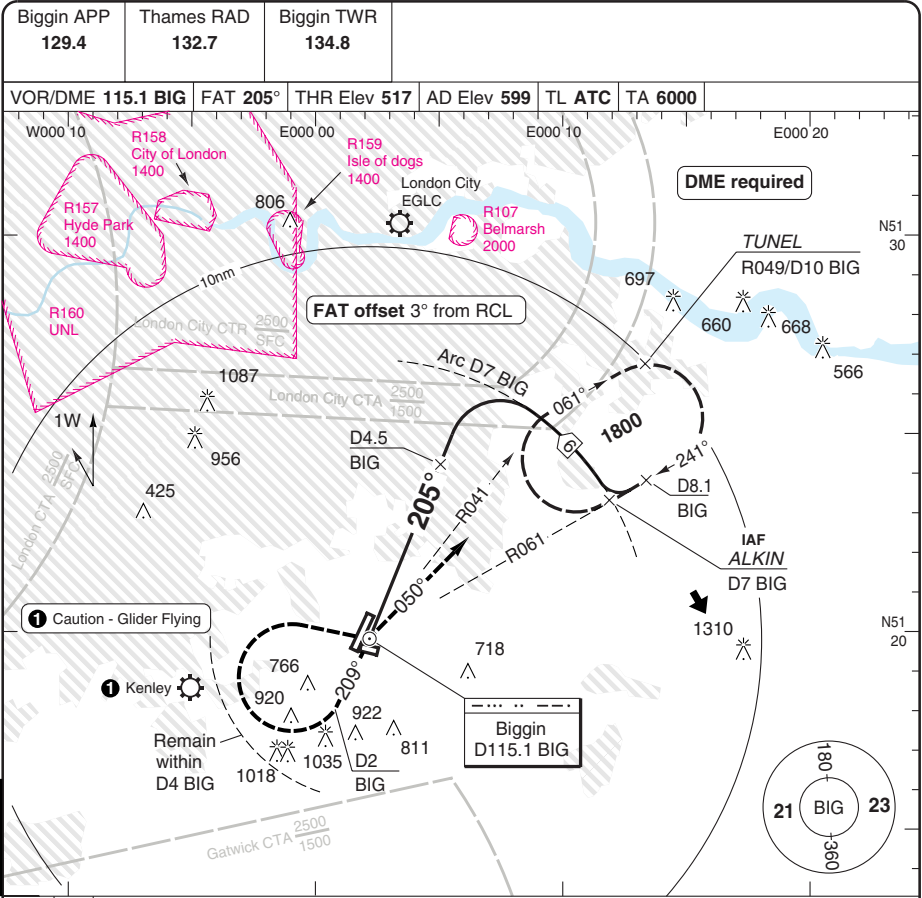 Biggin APP
129.4
Thames RAD
132.7
Biggin TWR
134.8
VOR/DME 115.1 BIG
FAT 205°
THR Elev 517
AD Elev 599
TL ATC
TA 6000
W000 10
E000 00
E000 10
E000 20
R158
City of London
1400
R159
Isle of dogs
1400
London City
EGLC
DME required
R157
Hyde Park
1400
806
R107
Belmarsh
2000
N51
30
TUNEL
R049/D10 BIG
10nm
697
660
668
566
R160
UNL
FAT offset 3° from RCL
London City CTR 2500
SFC
Arc D7 BIG
061°
1087
London City CTA 2500
1500
1800
1W
956
D4.5
BIG
6
241°
D8.1
BIG
London CTA 2500
SFC
425
205°
R041
R061
IAF
ALKIN
D7 BIG
050°
1 Caution - Glider Flying
1310
N51
20
766
718
1 Kenley
920
209°
922
811
Biggin
D115.1 BIG
Remain
within
D4 BIG
1018
1035
D2
BIG
Gatwick CTA 2500
1500
180
21
BIG
23
360